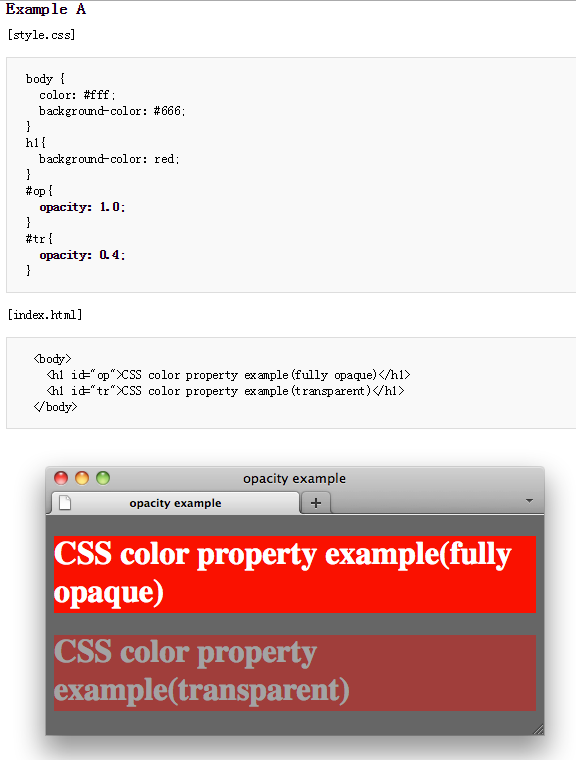 Example A
[style.css]
body {
color: #fff;
background-color: #666;
}
h1{
background-color: red;
}
#op{
opacity: 1.0;
}
#tr{
opacity: 0.4;
}
[index.html]
<body>
<h1 id="op">CSS color property example(fully opaque)</h1>
<h1 id="tr">CSS color property example(transparent)</h1>
</body>
opacity example
opacity example
+
CSS color property example(fully
opaque)
CSS color property
example(transparent)